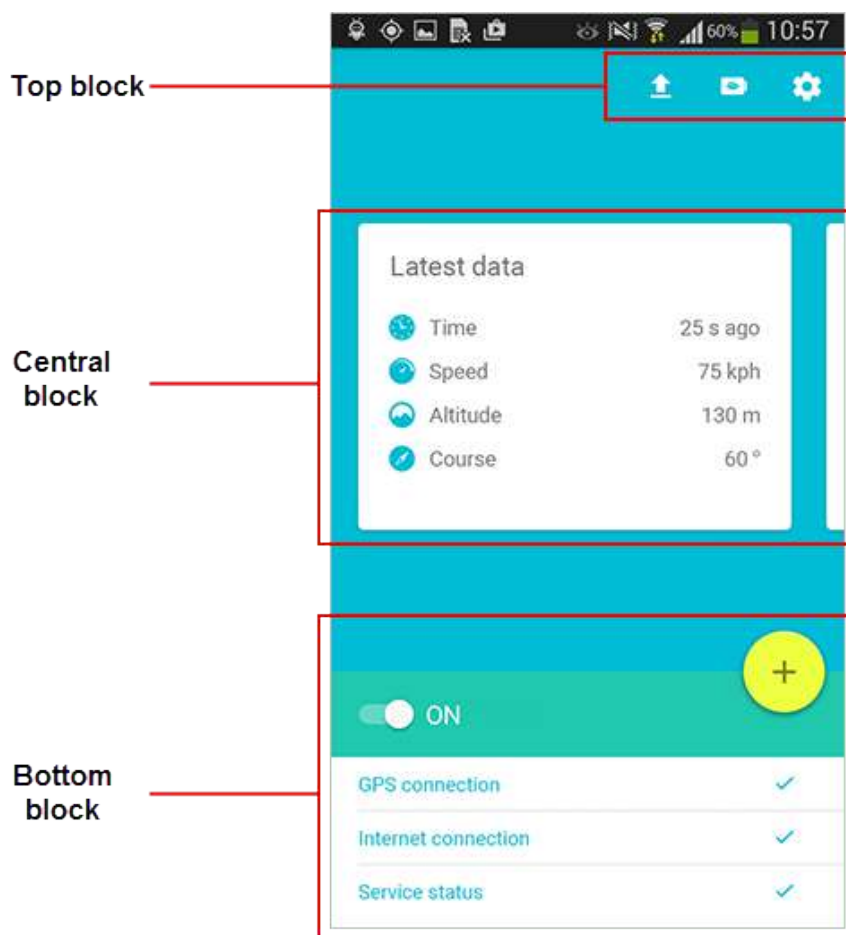 60% 10:57
Top block
Latest data
Time 25 s ago
Speed 75 kph
Altitude 130 m
Course 60 °
Central
block
+
ON
GPS connection
Internet connection
Service status
Bottom
block